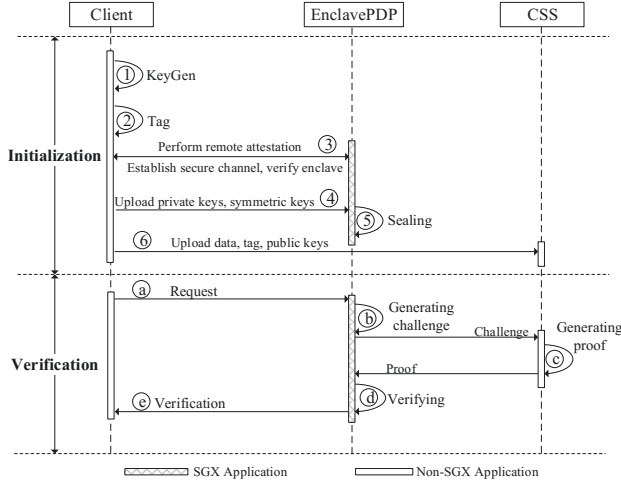 Client EnclavePDP CSS
1 KeyGen
2 Tag
Initialization
Perform remote attestation 3
Establish secure channel, verify enclave
Upload private keys, symmetric keys 4
5 Sealing
6 Upload data, tag, public keys
a Request
b Generating challenge
Challenge
Generating proof
c
Verification
Proof
d Verifying
e Verification
SGX Application Non-SGX Application